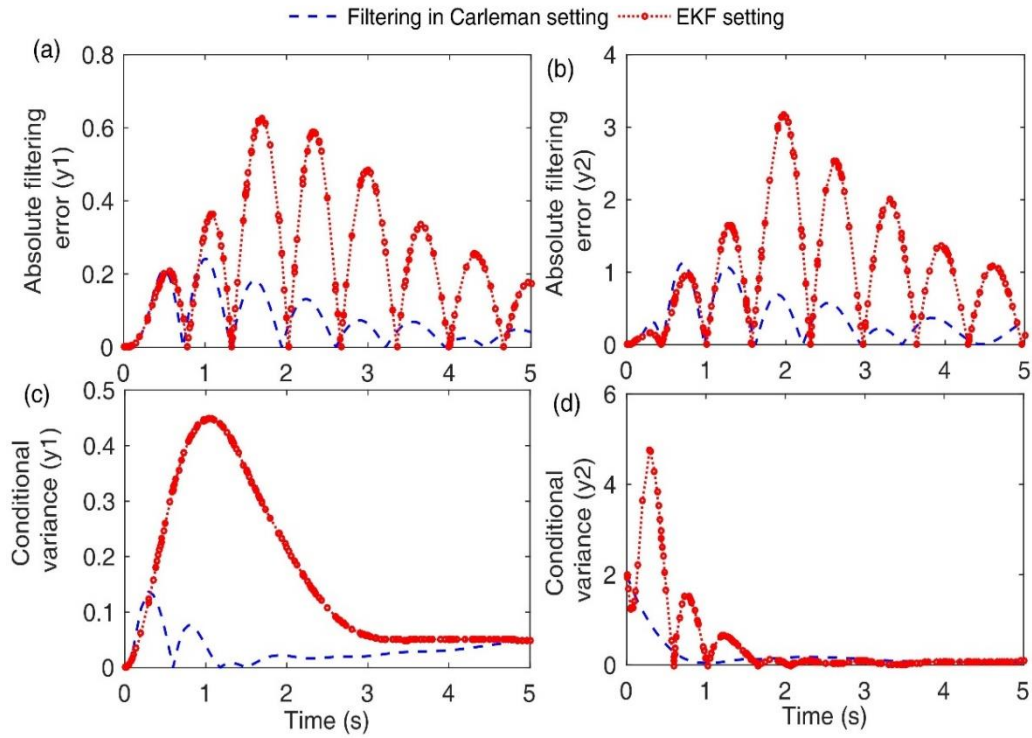 Filtering in Carleman setting
EKF setting
(a)
Absolute filtering
error (y1)
0.8
0.6
0.4
0.2
0
0 1 2 3 4 5
(b)
Absolute filtering
error (y2)
4
3
2
1
0
0 1 2 3 4 5
(c)
Conditional
variance (y1)
0.5
0.4
0.3
0.2
0.1
0
0 1 2 3 4 5
Time (s)
(d)
Conditional
variance (y2)
6
4
2
0
0 1 2 3 4 5
Time (s)